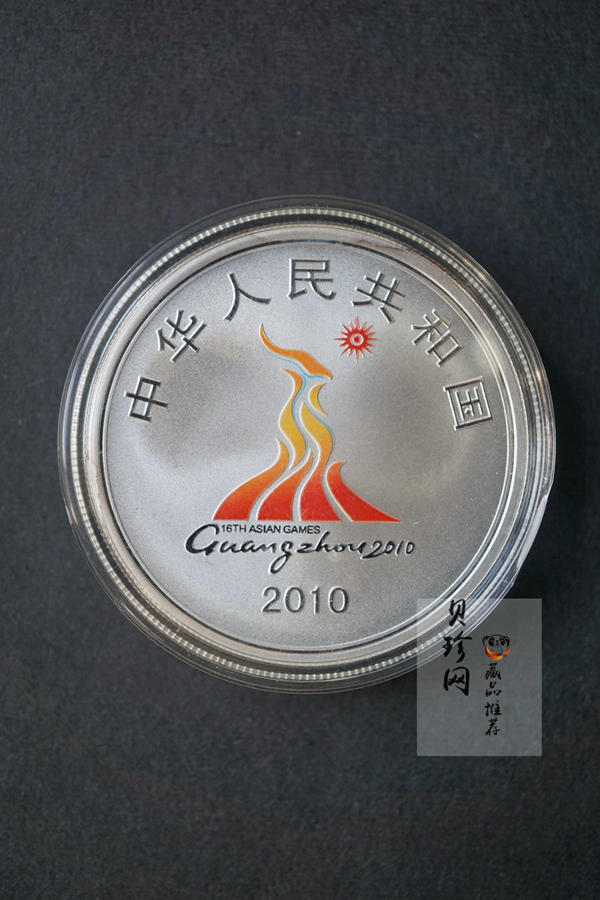 中华人民共和国
16TH ASIAN GAMES
Guangzhou 2010
2010
贝珍网
藏品推荐